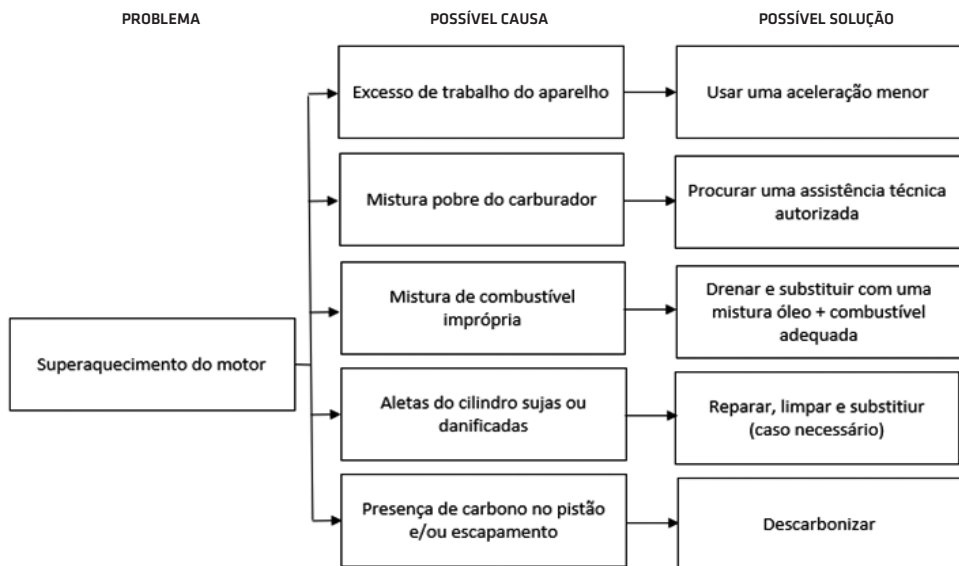 PROBLEMA
POSSÍVEL CAUSA
POSSÍVEL SOLUÇÃO
Superaquecimento do motor
Excesso de trabalho do aparelho
Usar uma aceleração menor
Mistura pobre do carburador
Procurar uma assistência técnica
autorizada
Mistura de combustível
imprópria
Drenar e substituir com uma
mistura óleo + combustível
adequada
Aletas do cilindro sujas ou
danificadas
Reparar, limpar e substitiur
(caso necessário)
Presença de carbono no pistão
e/ou escapamento
Descarbonizar